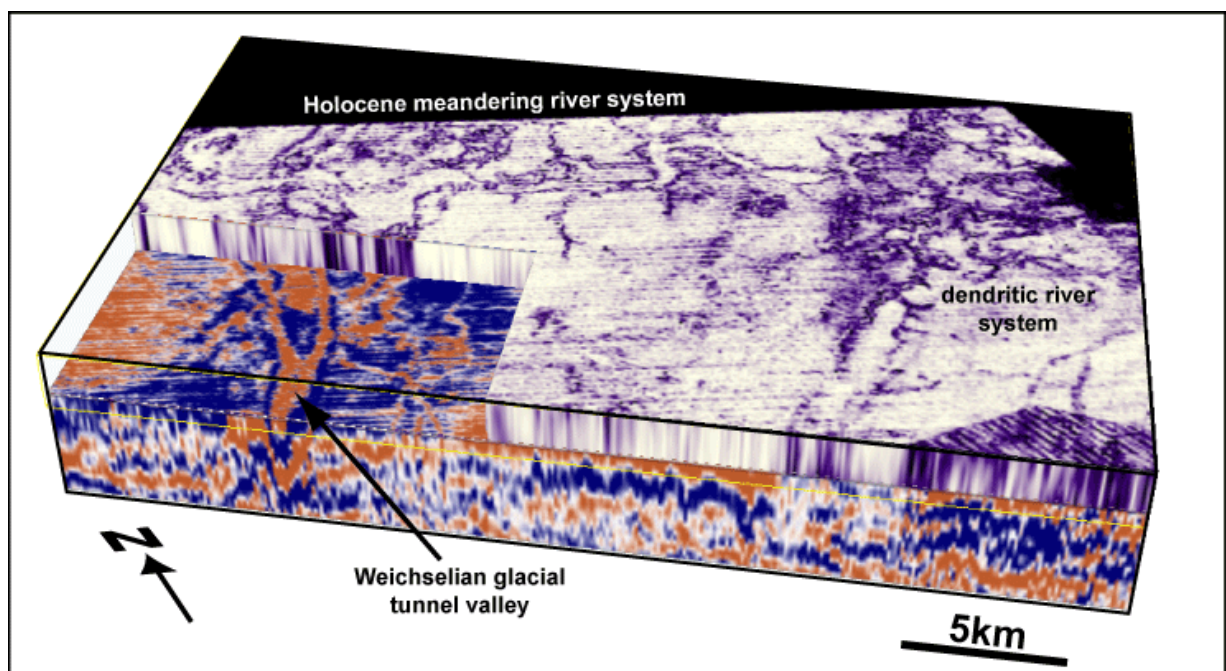 Holocene meandering river system
dendritic river
system
Weichselian glacial
tunnel valley
N
5km